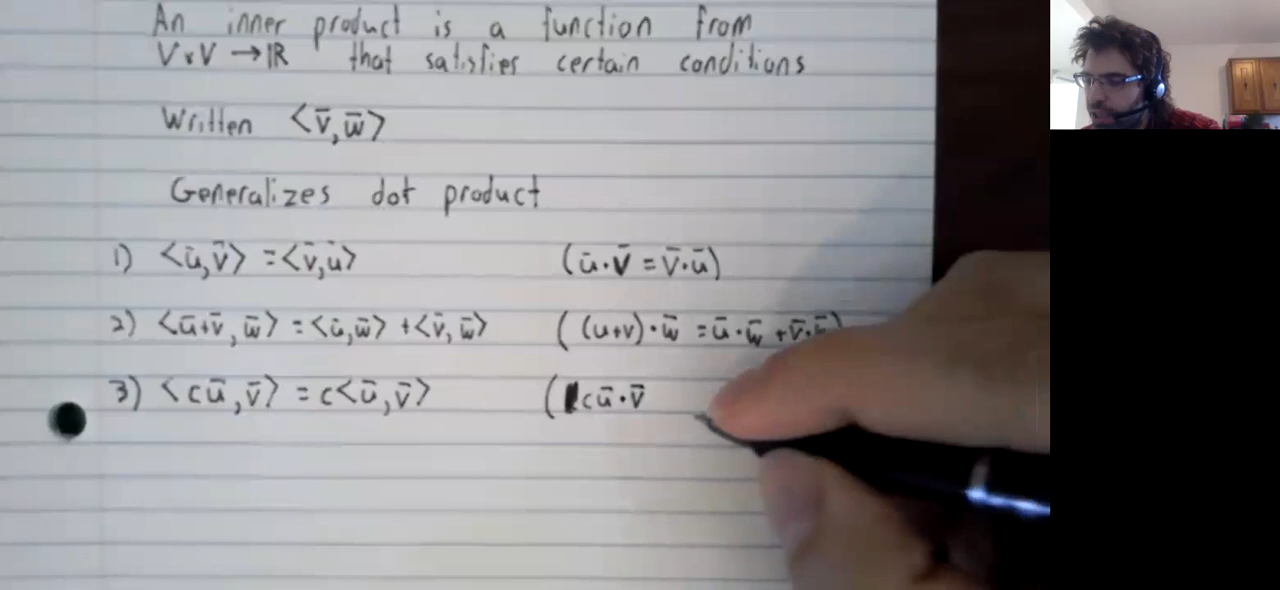 An inner product is a function from
V x V → ℝ that satisfies certain conditions
Written <v̄, w̄>
Generalizes dot product
1) <ū, v̄> = <v̄, ū> (ū · v̄ = v̄ · ū)
2) <ū+v̄, w̄> = <ū, w̄> + <v̄, w̄> ( (u+v) · w̄ = ū · w̄ + v̄ ·
3) <cū, v̄> = c<ū, v̄> ( cū · v̄